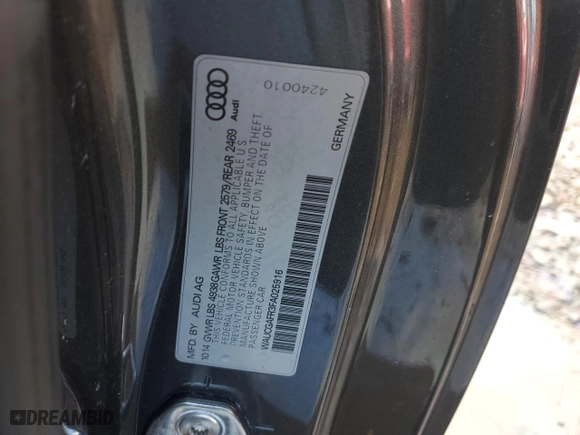 4240010
Audi
GERMANY
MFD. BY AUDI AG
10 14 GVWR LBS 4938 GAWR LBS FRONT 2579/REAR 2469
THIS VEHICLE CONFORMS TO ALL APPLICABLE U S
FEDERAL MOTOR VEHICLE SAFETY, BUMPER AND THEFT
PREVENTION STANDARDS IN EFFECT ON THE DATE OF
MANUFACTURE SHOWN ABOVE
PASSENGER CAR
WAUCGAFR3FA025916
DREAMBID